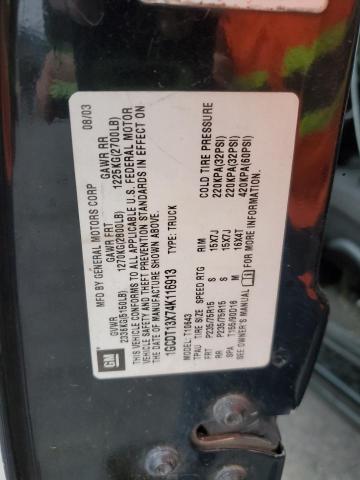 MFD BY GENERAL MOTORS CORP 08/03
GVWR GAWR FRT GAWR RR
2336KG(5150LB) 1270KG(2800LB) 1225KG(2700LB)
THIS VEHICLE CONFORMS TO ALL APPLICABLE U.S. FEDERAL MOTOR
VEHICLE SAFETY AND THEFT PREVENTION STANDARDS IN EFFECT ON
THE DATE OF MANUFACTURE SHOWN ABOVE.
1GCDT13X74K116913 TYPE: TRUCK
GM
MODEL: T10643
TPAU TIRE SIZE SPEED RTG RIM COLD TIRE PRESSURE
FRT P235/75R15 S 15X7J 220KPA(32PSI)
RR P235/75R15 S 15X7J 220KPA(32PSI)
SPA T155/90D16 M 16X4T 420KPA(60PSI)
SEE OWNER'S MANUAL FOR MORE INFORMATION.